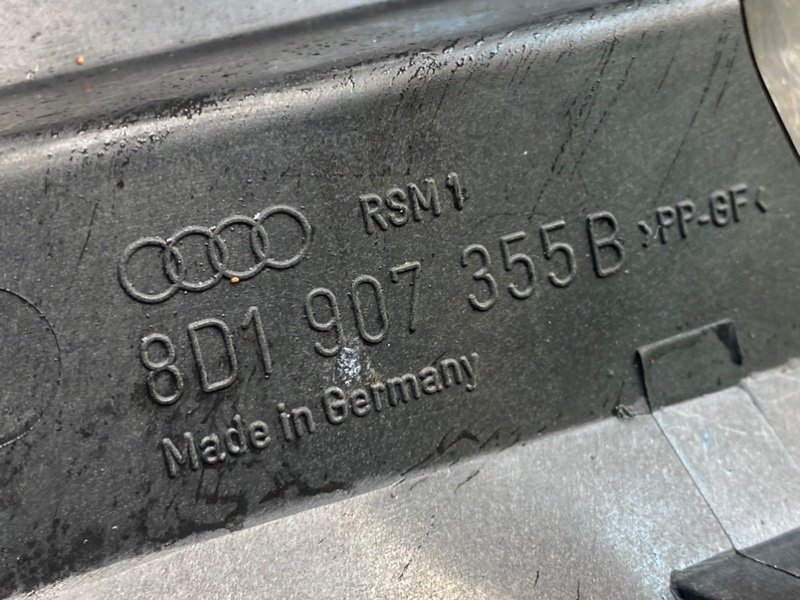 RSM 1
8D1 907 355 B >PP-GF<
Made in Germany